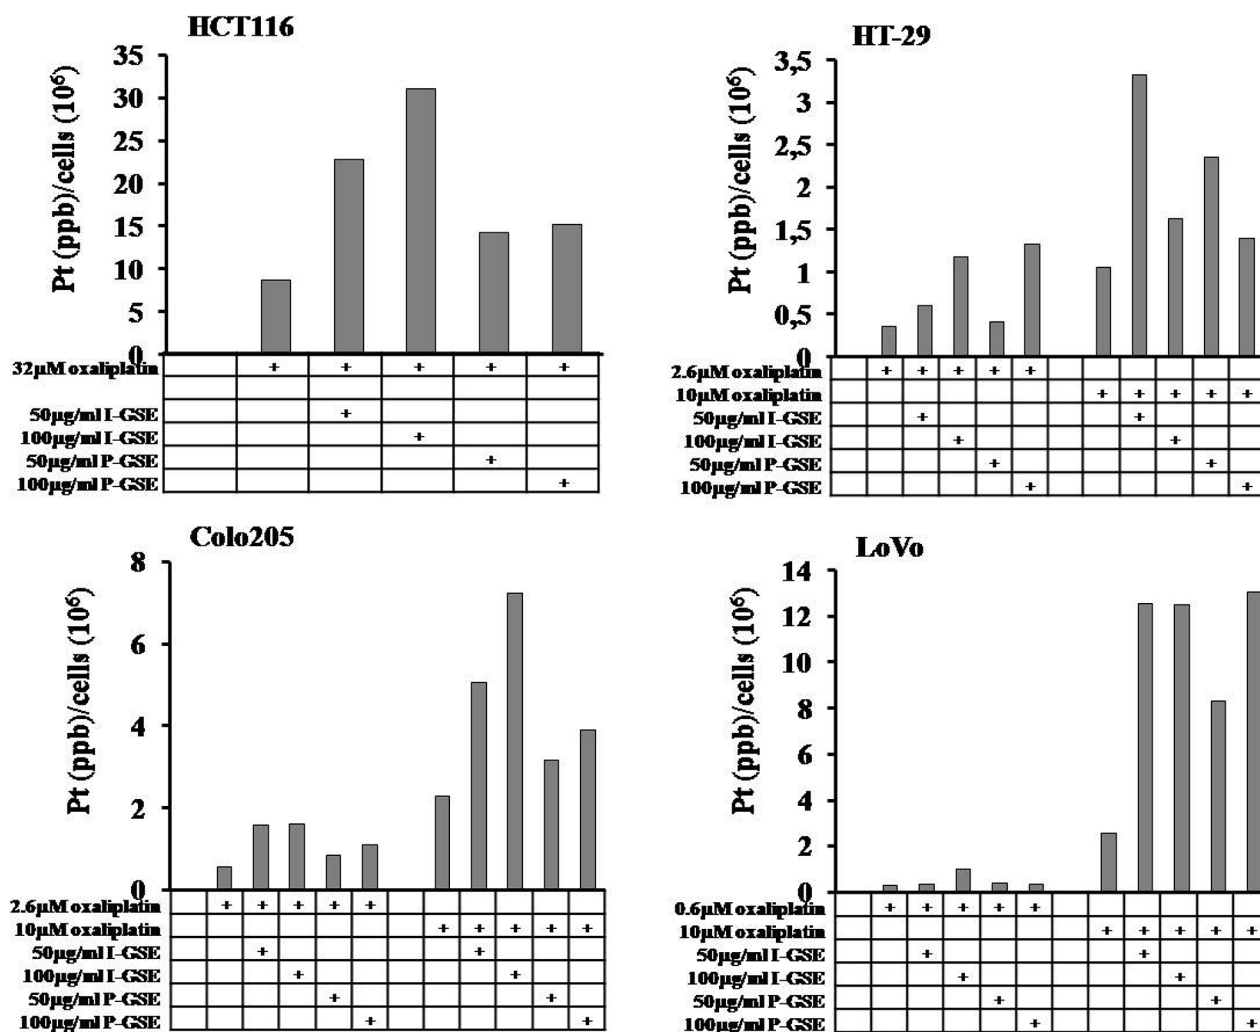 HCT116
Pt (ppb)/cells (10⁶)
35
30
25
20
15
10
5
0
32µM oxaliplatin + + + + +
50µg/ml I-GSE +
100µg/ml I-GSE +
50µg/ml P-GSE +
100µg/ml P-GSE +
HT-29
Pt (ppb)/cells (10⁶)
3,5
3
2,5
2
1,5
1
0,5
0
2.6µM oxaliplatin + + + + +
10µM oxaliplatin + + + + +
50µg/ml I-GSE + +
100µg/ml I-GSE + +
50µg/ml P-GSE + +
100µg/ml P-GSE + +
Colo205
Pt (ppb)/cells (10⁶)
8
6
4
2
0
2.6µM oxaliplatin + + + + +
10µM oxaliplatin + + + + +
50µg/ml I-GSE + +
100µg/ml I-GSE + +
50µg/ml P-GSE + +
100µg/ml P-GSE + +
LoVo
Pt (ppb)/cells (10⁶)
14
12
10
8
6
4
2
0
0.6µM oxaliplatin + + + + +
10µM oxaliplatin + + + + +
50µg/ml I-GSE + +
100µg/ml I-GSE + +
50µg/ml P-GSE + +
100µg/ml P-GSE + +